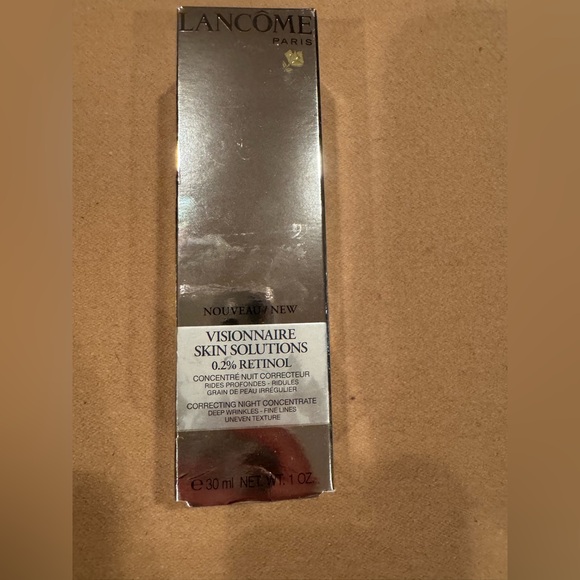 LANCÔME
PARIS
NOUVEAU / NEW
VISIONNAIRE
SKIN SOLUTIONS
0.2% RETINOL
CONCENTRÉ NUIT CORRECTEUR
RIDES PROFONDES - RIDULES
GRAIN DE PEAU IRRÉGULIER
CORRECTING NIGHT CONCENTRATE
DEEP WRINKLES - FINE LINES
UNEVEN TEXTURE
℮ 30 ml NET. WT. 1 OZ.